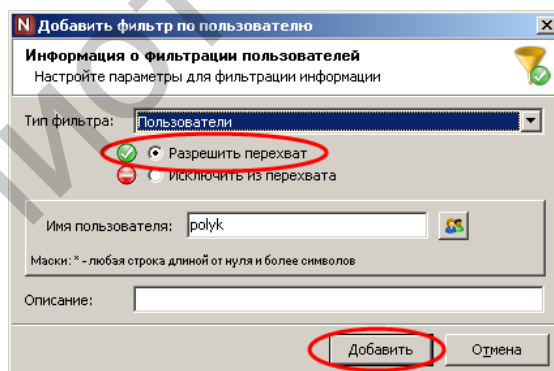 N Добавить фильтр по пользователю
Информация о фильтрации пользователей
Настройте параметры для фильтрации информации
Тип фильтра: Пользователи
Разрешить перехват
Исключить из перехвата
Имя пользователя: polyk
Маски: * - любая строка длиной от нуля и более символов
Описание:
Добавить Отмена